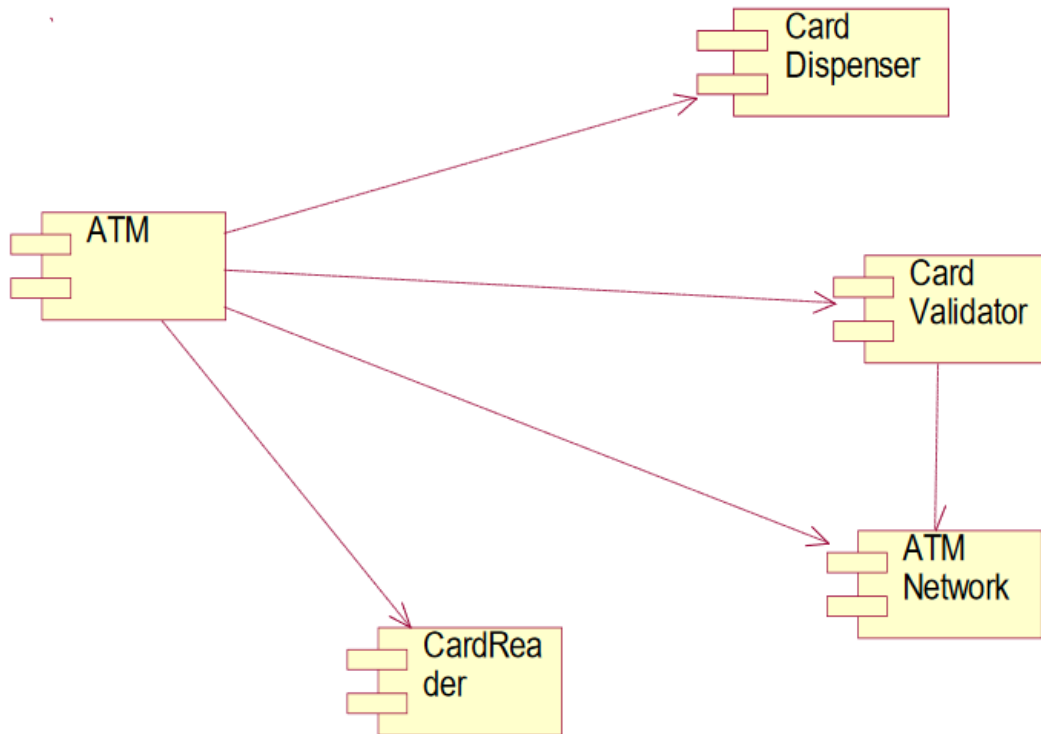 Card
Dispenser
ATM
Card
Validator
ATM
Network
CardRea
der